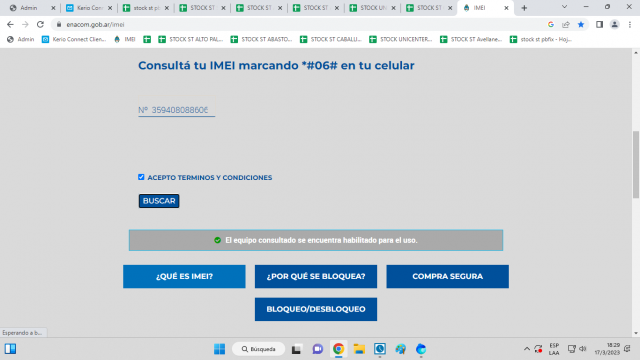 Admin
Kerio Connect Clien
stock st pb
STOCK ST
STOCK ST
STOCK ST
STOCK UN
STOCK ST
IMEI
enacom.gob.ar/imei
Admin
Kerio Connect Clien...
IMEI
STOCK ST ALTO PAL...
STOCK ST ABASTO...
STOCK ST CABALLI...
STOCK UNICENTER...
STOCK ST Avellane...
stock st pbfix - Hoj...
Consultá tu IMEI marcando *#06# en tu celular
Nº 35940808860
ACEPTO TERMINOS Y CONDICIONES
BUSCAR
El equipo consultado se encuentra habilitado para el uso.
¿QUÉ ES IMEI?
¿POR QUÉ SE BLOQUEA?
COMPRA SEGURA
BLOQUEO/DESBLOQUEO
Esperando a b...
Búsqueda
ESP
LAA
18:29
17/3/2023